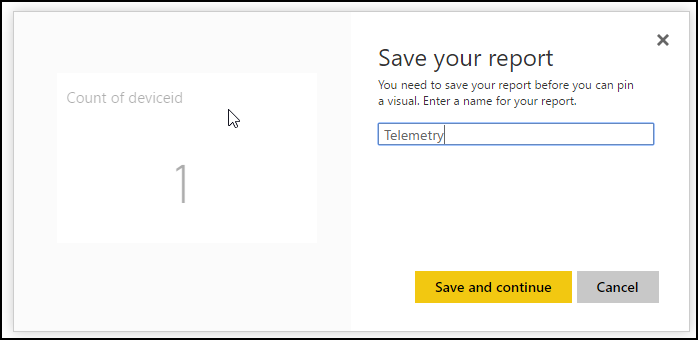 Count of deviceid
1
Save your report
You need to save your report before you can pin
a visual. Enter a name for your report.
Telemetry
Save and continue
Cancel